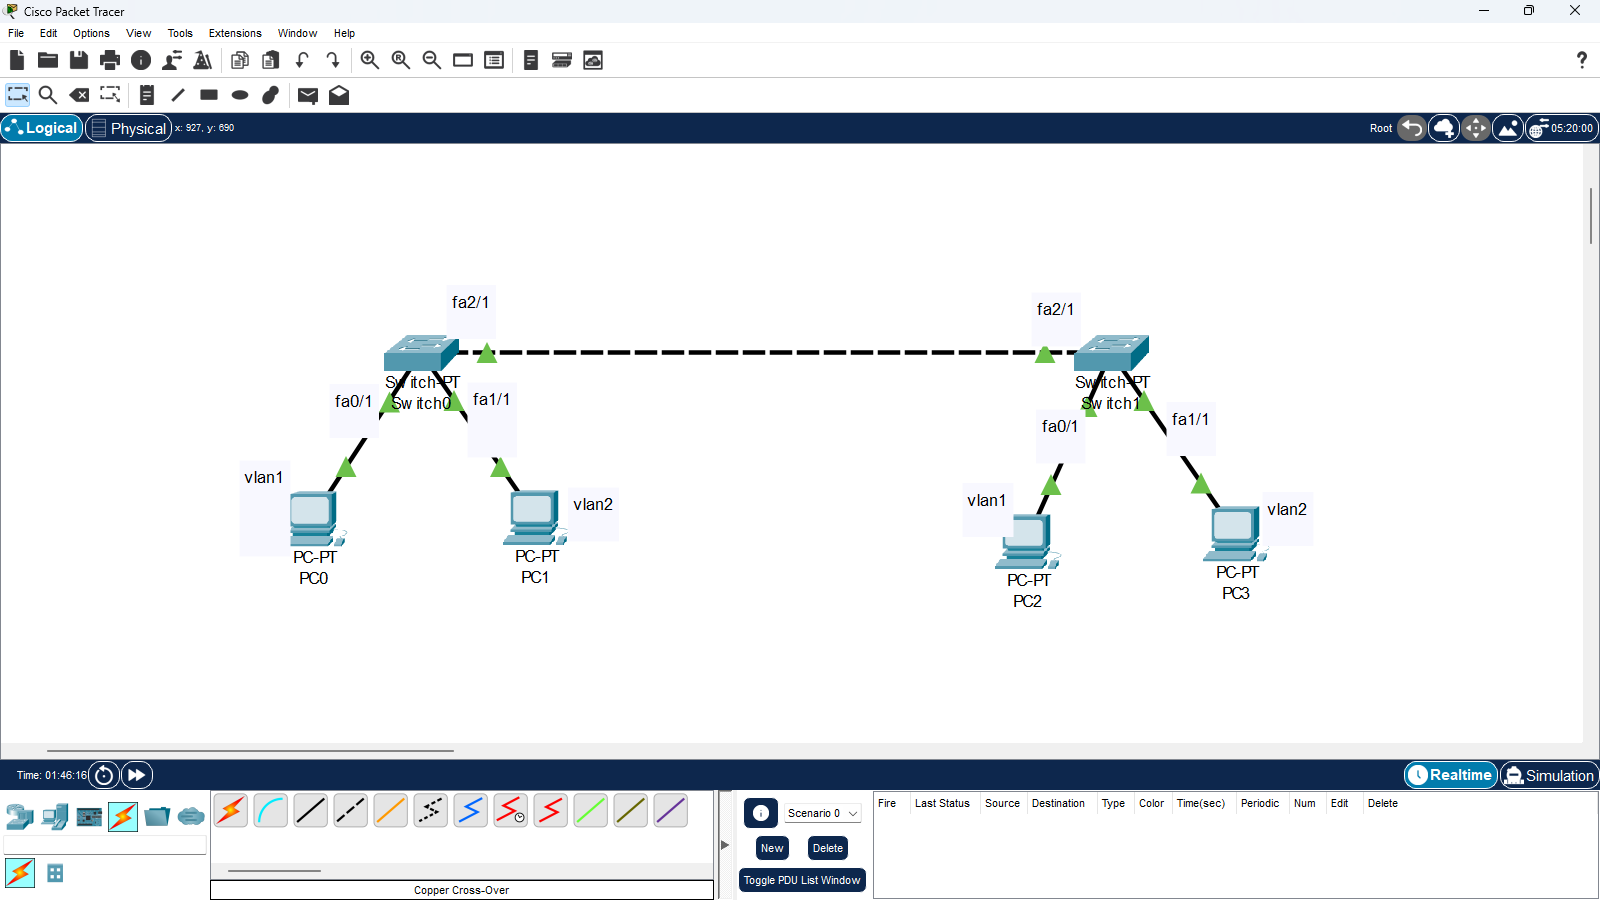 Cisco Packet Tracer
File Edit Options View Tools Extensions Window Help
Logical Physical x: 927, y: 690 Root 05:20:00
fa2/1 fa2/1
Switch-PT Switch-PT
Switch0 Switch1
fa0/1 fa1/1
fa0/1 fa1/1
vlan1 vlan2
vlan1 vlan2
PC-PT PC-PT
PC0 PC1
PC-PT PC-PT
PC2 PC3
Time: 01:46:16 Realtime Simulation
Scenario 0 Fire Last Status Source Destination Type Color Time(sec) Periodic Num Edit Delete
New Delete
Toggle PDU List Window
Copper Cross-Over